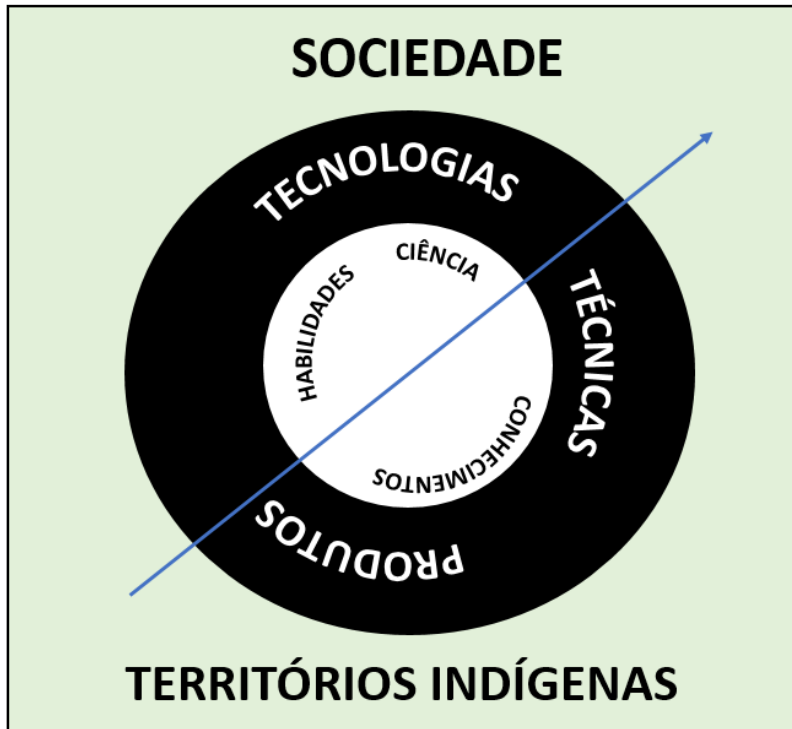 SOCIEDADE
TECNOLOGIAS
CIÊNCIA
HABILIDADES
TÉCNICAS
CONHECIMENTOS
PRODUTOS
TERRITÓRIOS INDÍGENAS